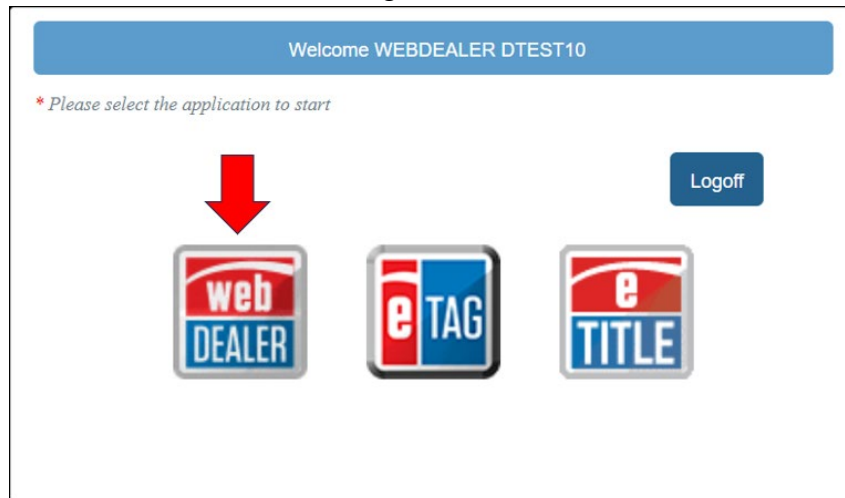 Welcome WEBDEALER DTEST10
* Please select the application to start
Logoff
web
DEALER
e TAG
e
TITLE